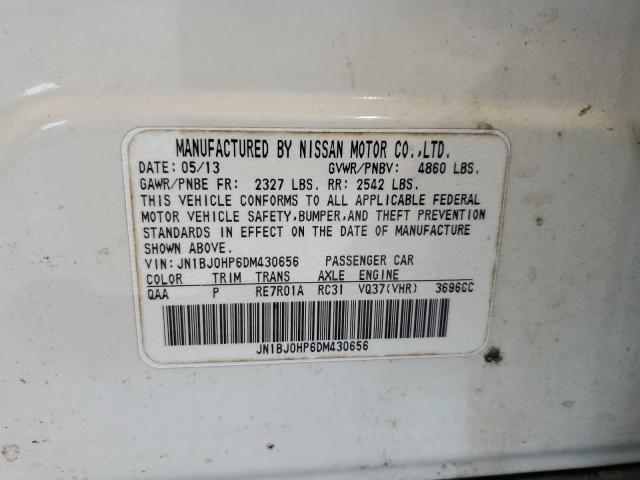 MANUFACTURED BY NISSAN MOTOR CO.,LTD.
DATE: 05/13 GVWR/PNBV: 4860 LBS.
GAWR/PNBE FR: 2327 LBS. RR: 2542 LBS.
THIS VEHICLE CONFORMS TO ALL APPLICABLE FEDERAL
MOTOR VEHICLE SAFETY,BUMPER,AND THEFT PREVENTION
STANDARDS IN EFFECT ON THE DATE OF MANUFACTURE
SHOWN ABOVE.
VIN: JN1BJ0HP6DM430656 PASSENGER CAR
COLOR TRIM TRANS AXLE ENGINE
QAA P RE7R01A RC31 VQ37(VHR) 3696CC
JN1BJ0HP6DM430656